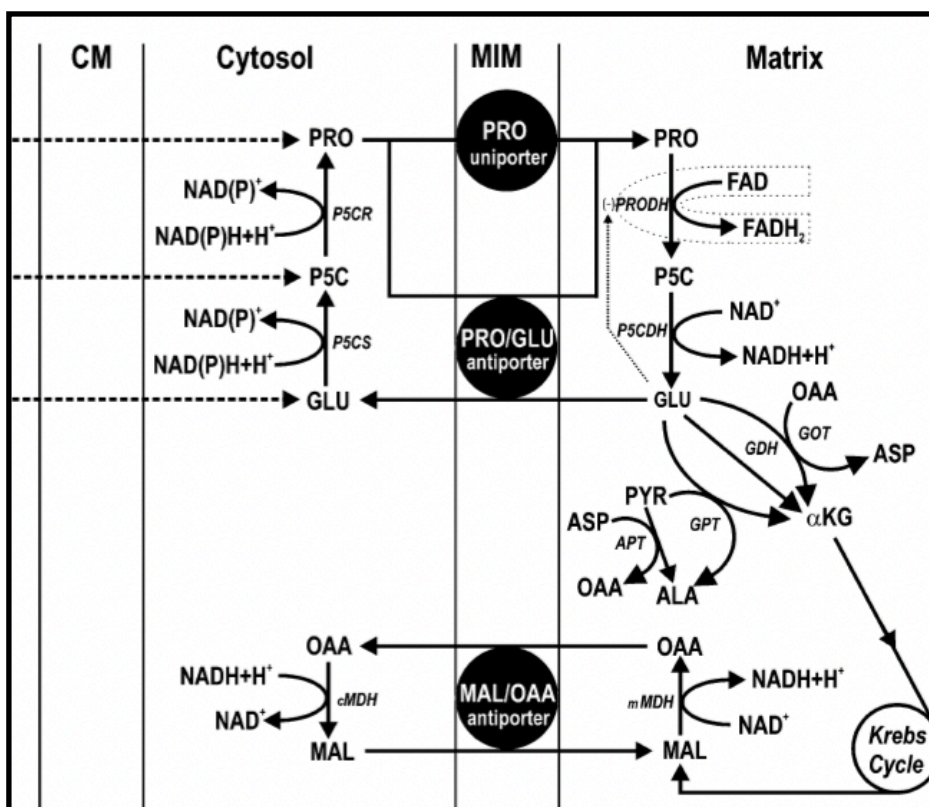 CM Cytosol MIM Matrix
PRO PRO uniporter PRO
NAD(P)+ P5CR NAD(P)H+H+
(-) PRODH FAD FADH2
P5C P5C
NAD(P)+ P5CS NAD(P)H+H+
PRO/GLU antiporter
P5CDH NAD+ NADH+H+
GLU GLU
OAA GOT ASP
GDH
PYR GPT αKG
ASP APT
OAA ALA
OAA OAA
NADH+H+ cMDH NAD+
MAL/OAA antiporter
mMDH NADH+H+ NAD+
MAL MAL
Krebs Cycle